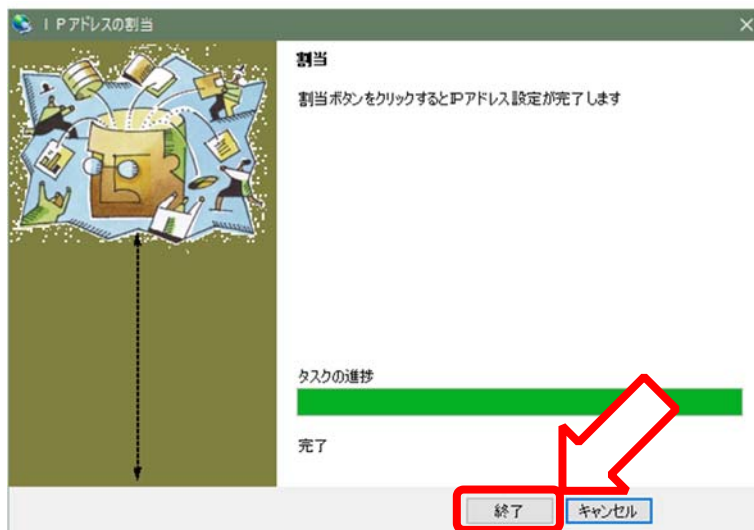 ＩＰアドレスの割当
割当
割当ボタンをクリックするとIPアドレス設定が完了します
タスクの進捗
完了
終了
キャンセル